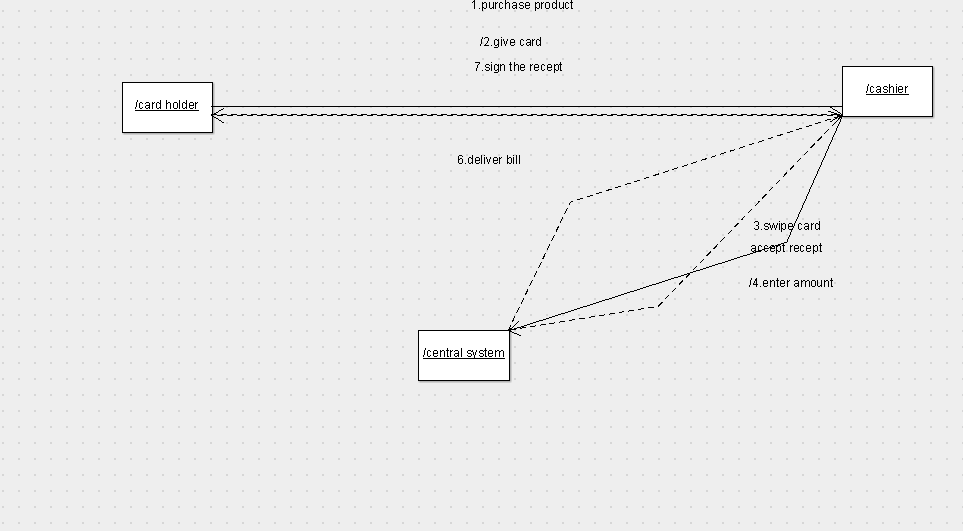 1.purchase product
/2.give card
7.sign the recept
/card holder
/cashier
6.deliver bill
3.swipe card
accept recept
/4.enter amount
/central system